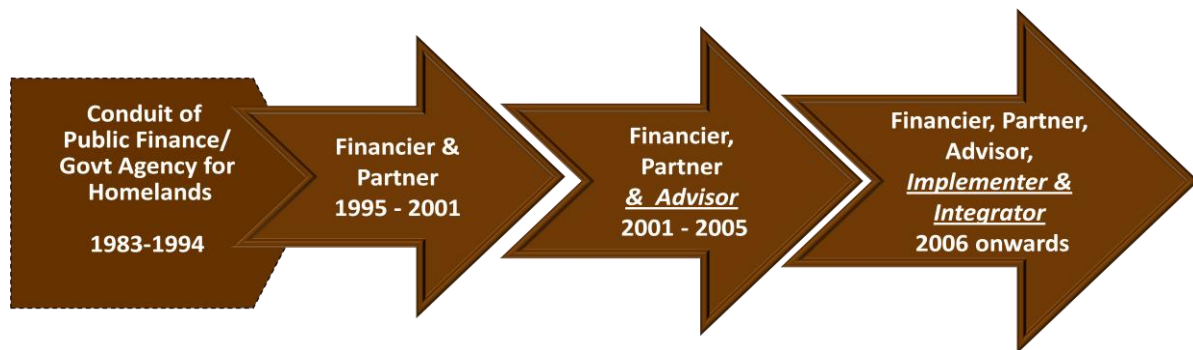 Conduit of
Public Finance/
Govt Agency for
Homelands
1983-1994
Financier &
Partner
1995 - 2001
Financier,
Partner
& Advisor
2001 - 2005
Financier, Partner,
Advisor,
Implementer &
Integrator
2006 onwards